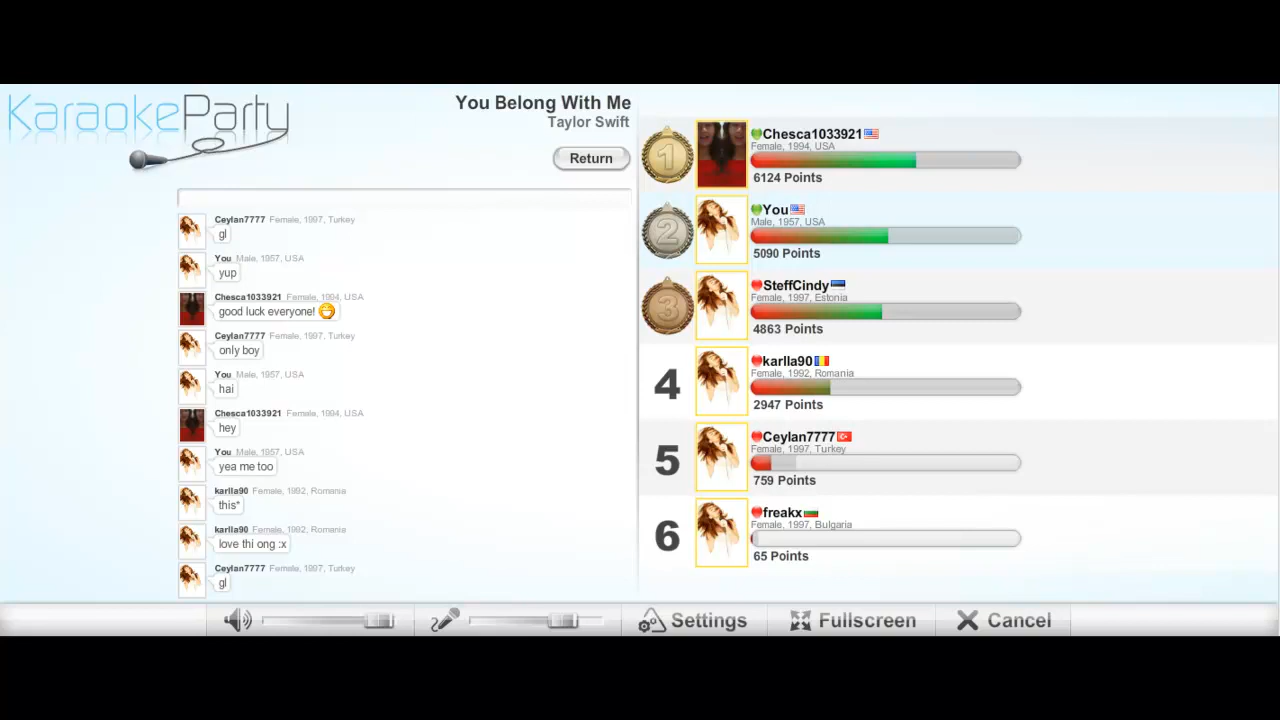 KaraokeParty
You Belong With Me
Taylor Swift
Return
Ceylan7777 Female, 1997, Turkey
gl
You Male, 1957, USA
yup
Chesca1033921 Female, 1994, USA
good luck everyone!
Ceylan7777 Female, 1997, Turkey
only boy
You Male, 1957, USA
hai
Chesca1033921 Female, 1994, USA
hey
You Male, 1957, USA
yea me too
karlla90 Female, 1992, Romania
this*
karlla90 Female, 1992, Romania
love thi ong :x
Ceylan7777 Female, 1997, Turkey
gl
1
Chesca1033921
Female, 1994, USA
6124 Points
2
You
Male, 1957, USA
5090 Points
3
SteffCindy
Female, 1997, Estonia
4863 Points
4
karlla90
Female, 1992, Romania
2947 Points
5
Ceylan7777
Female, 1997, Turkey
759 Points
6
freakx
Female, 1997, Bulgaria
65 Points
Settings
Fullscreen
Cancel